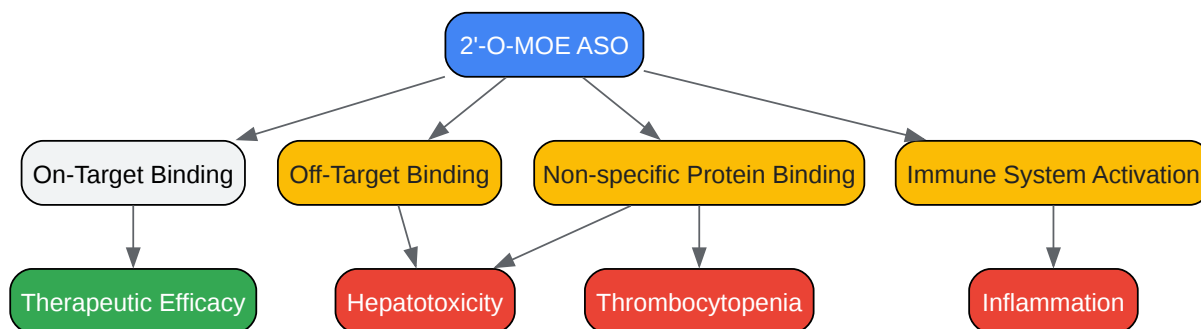 2'-O-MOE ASO
On-Target Binding
Off-Target Binding
Non-specific Protein Binding
Immune System Activation
Therapeutic Efficacy
Hepatotoxicity
Thrombocytopenia
Inflammation